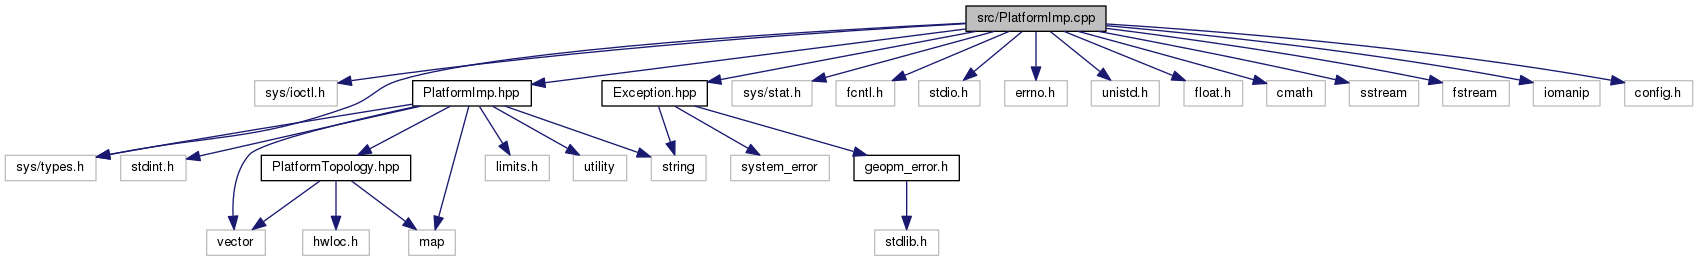 src/PlatformImp.cpp
sys/ioctl.h
PlatformImp.hpp
Exception.hpp
sys/stat.h
fcntl.h
stdio.h
errno.h
unistd.h
float.h
cmath
sstream
fstream
iomanip
config.h
sys/types.h
stdint.h
PlatformTopology.hpp
limits.h
utility
string
system_error
geopm_error.h
vector
hwloc.h
map
stdlib.h